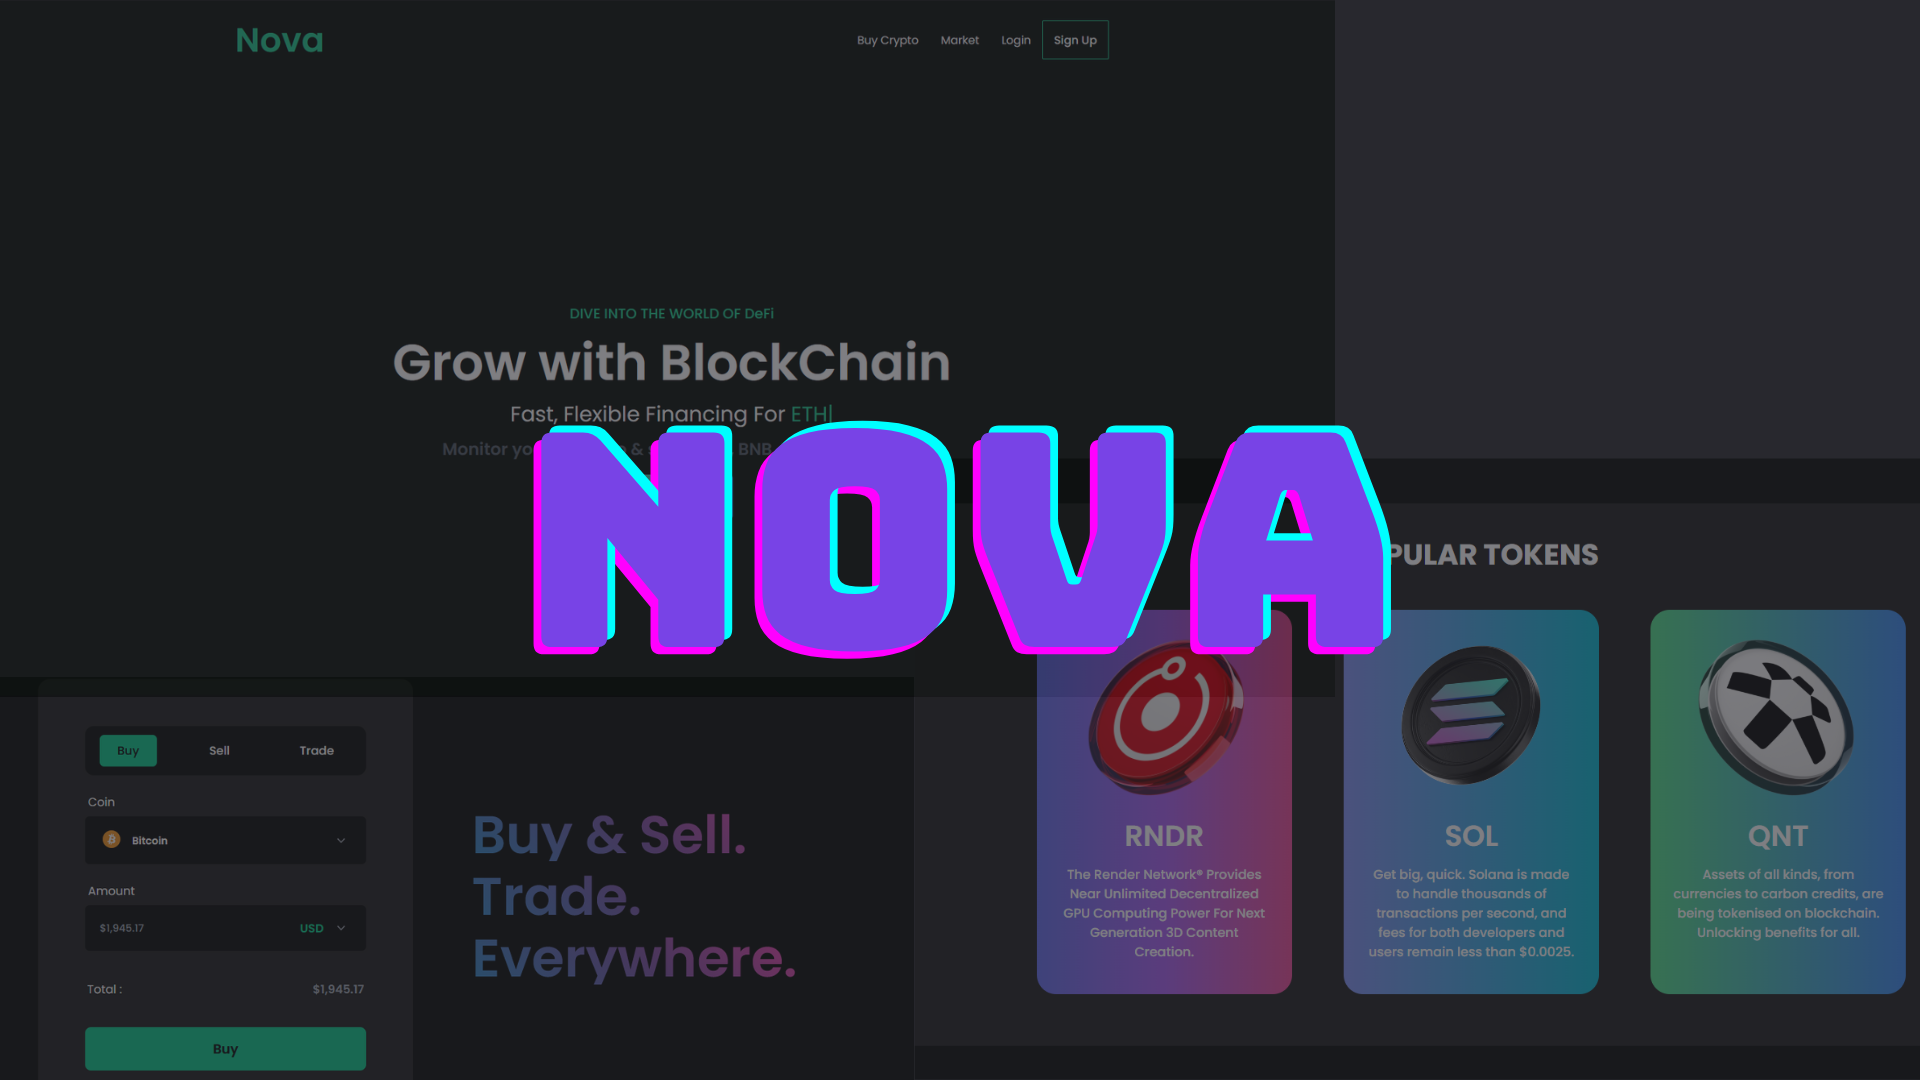 Nova
Buy Crypto Market Login Sign Up
DIVE INTO THE WORLD OF DeFi
Grow with BlockChain
Fast, Flexible Financing For ETH|
Monitor & BNB
NOVA
PULAR TOKENS
Buy Sell Trade
Coin
Bitcoin
Amount
$1,945.17 USD
Total : $1,945.17
Buy
Buy & Sell.
Trade.
Everywhere.
RNDR
The Render Network® Provides
Near Unlimited Decentralized
GPU Computing Power For Next
Generation 3D Content
Creation.
SOL
Get big, quick. Solana is made
to handle thousands of
transactions per second, and
fees for both developers and
users remain less than $0.0025.
QNT
Assets of all kinds, from
currencies to carbon credits, are
being tokenised on blockchain.
Unlocking benefits for all.